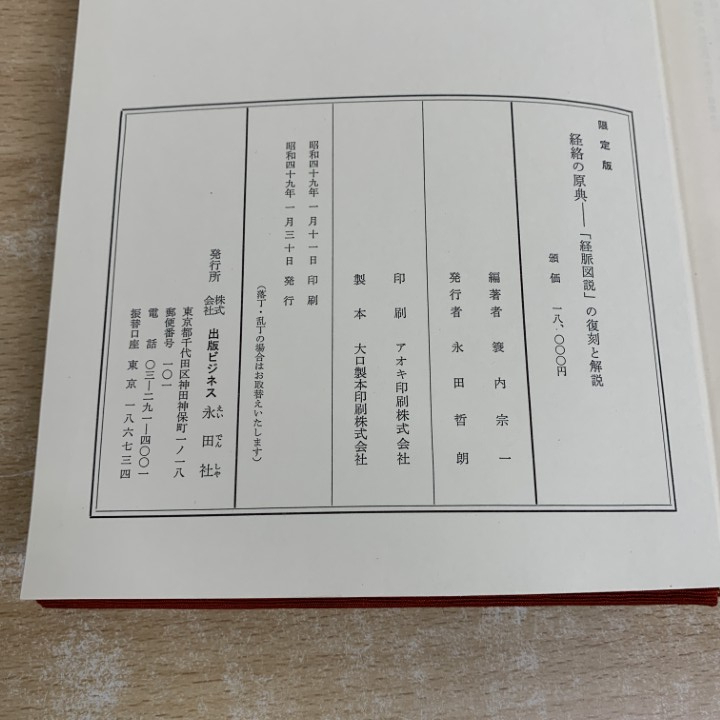 限定版
経絡の原典――「経脈図説」の復刻と解説
頒価 一八、〇〇〇円
編著者 簑内宗一
発行者 永田哲朗
印刷 アオキ印刷株式会社
製本 大口製本印刷株式会社
昭和四十九年一月十一日 印刷
昭和四十九年一月三十日 発行
(落丁・乱丁の場合はお取替えいたします)
発行所 株式会社 出版ビジネス 永田社
えいでんしゃ
東京都千代田区神田神保町一ノ一八
郵便番号 一〇一
電話 〇三―二九一―四〇〇一
振替口座 東京 一八六七三四